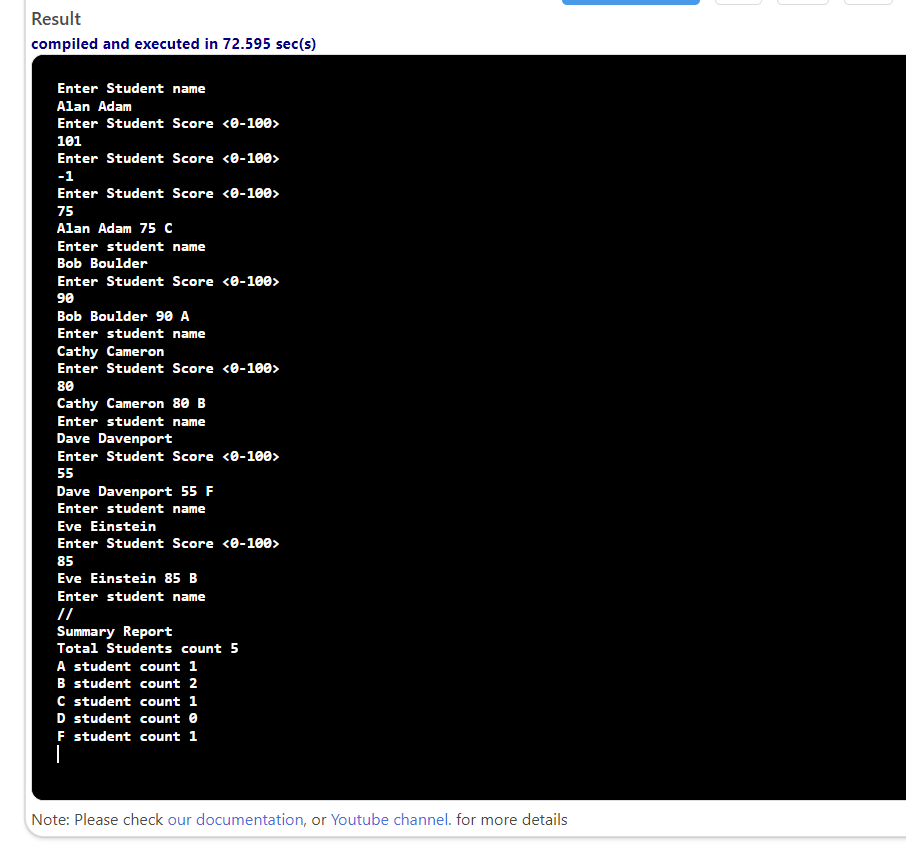 Result
compiled and executed in 72.595 sec(s)
Enter Student name
Alan Adam
Enter Student Score <0-100>
101
Enter Student Score <0-100>
-1
Enter Student Score <0-100>
75
Alan Adam 75 C
Enter student name
Bob Boulder
Enter Student Score <0-100>
90
Bob Boulder 90 A
Enter student name
Cathy Cameron
Enter Student Score <0-100>
80
Cathy Cameron 80 B
Enter student name
Dave Davenport
Enter Student Score <0-100>
55
Dave Davenport 55 F
Enter student name
Eve Einstein
Enter Student Score <0-100>
85
Eve Einstein 85 B
Enter student name
//
Summary Report
Total Students count 5
A student count 1
B student count 2
C student count 1
D student count 0
F student count 1
Note: Please check our documentation, or Youtube channel. for more details